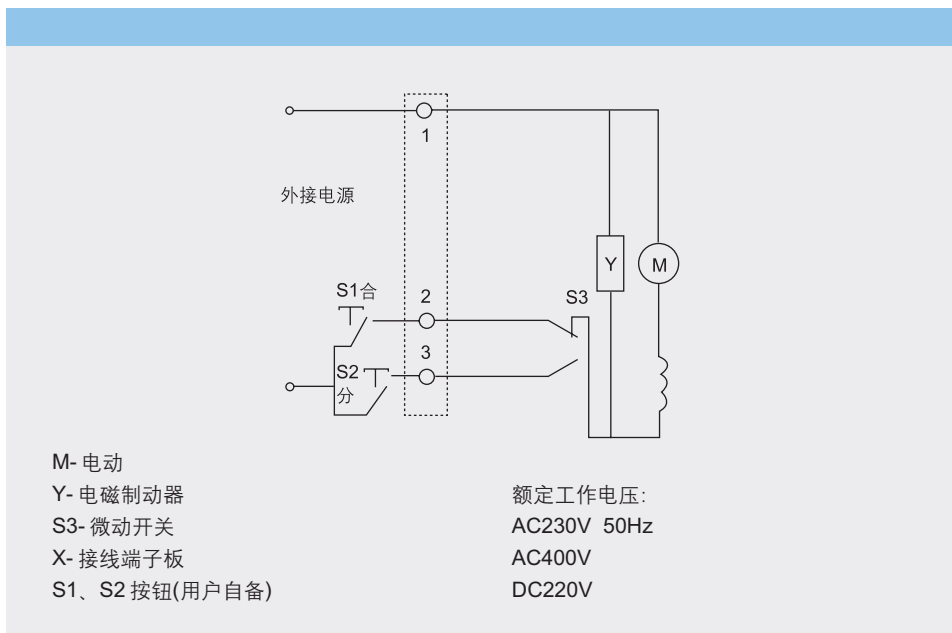 1
外接电源
Y
M
S1合
2
S3
3
S2
分
M- 电动
Y- 电磁制动器
S3- 微动开关
X- 接线端子板
S1、S2 按钮(用户自备)
额定工作电压:
AC230V 50Hz
AC400V
DC220V